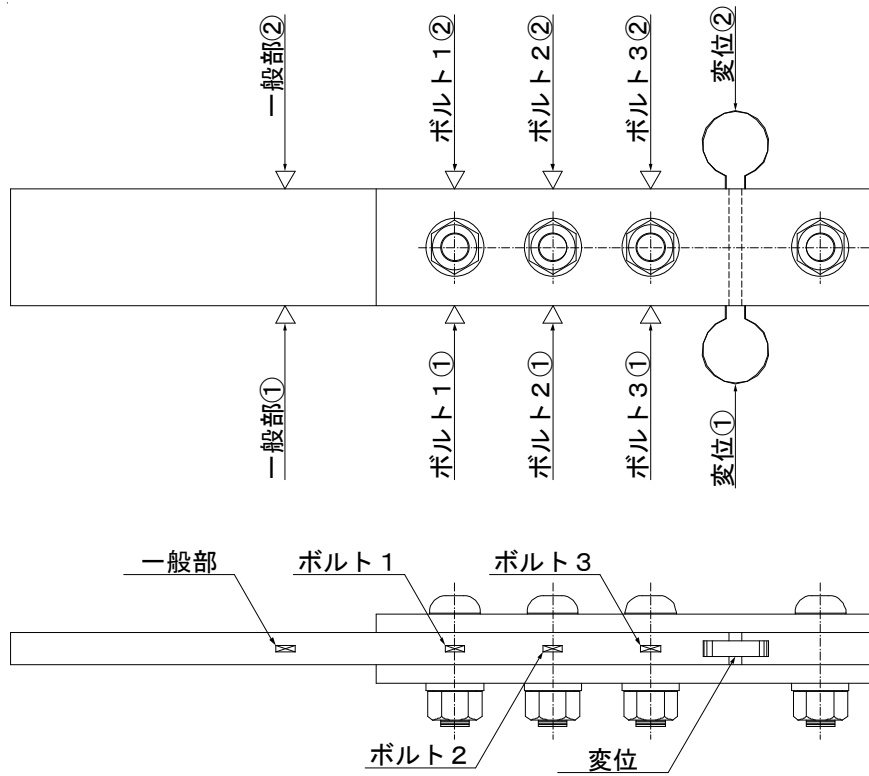 一般部②
ボルト1②
ボルト2②
ボルト3②
変位②
一般部①
ボルト1①
ボルト2①
ボルト3①
変位①
一般部
ボルト1
ボルト3
ボルト2
変位